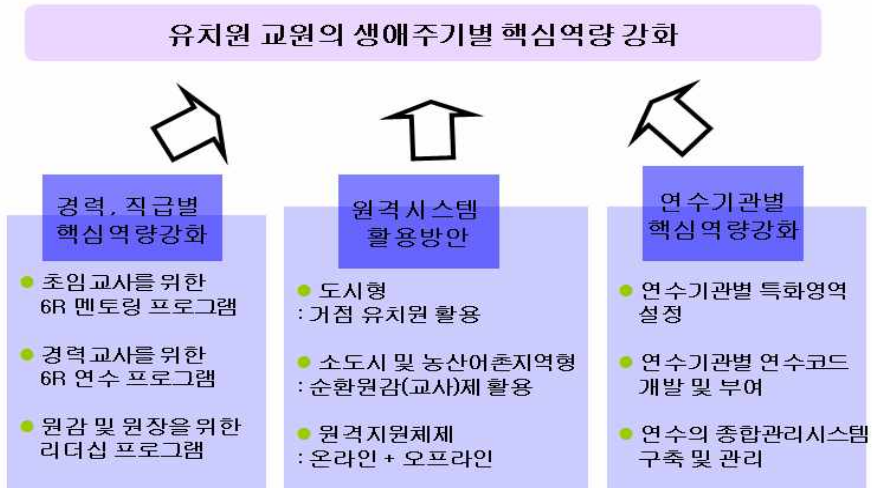 유치원 교원의 생애주기별 핵심역량 강화
경력, 직급별
핵심역량강화
● 초임교사를 위한
6R 멘토링 프로그램
● 경력교사를 위한
6R 연수 프로그램
● 원감 및 원장을 위한
리더십 프로그램
원격시스템
활용방안
● 도시형
: 거점 유치원 활용
● 소도시 및 농산어촌지역형
: 순환원감(교사)제 활용
● 원격지원체제
: 온라인 + 오프라인
연수기관별
핵심역량강화
● 연수기관별 특화영역
설정
● 연수기관별 연수코드
개발 및 부여
● 연수의 종합관리시스템
구축 및 관리